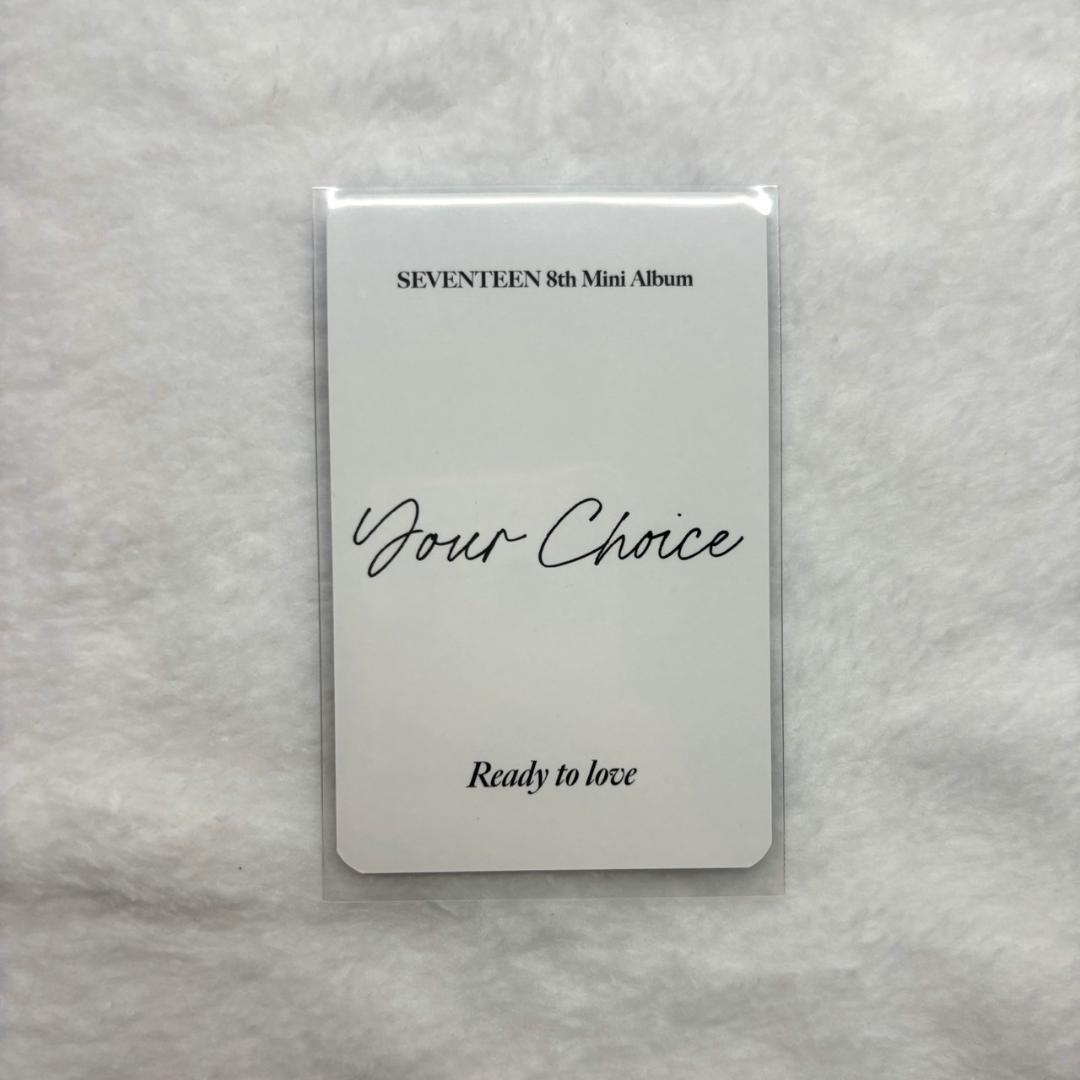 SEVENTEEN 8th Mini Album
Your Choice
Ready to love